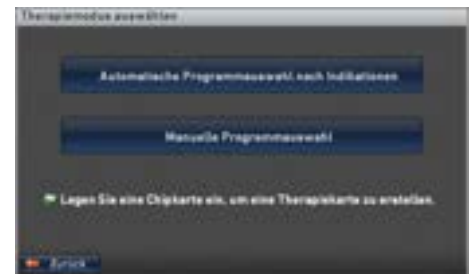 Therapiemodus auswählen
Automatische Programmauswahl nach Indikationen
Manuelle Programmauswahl
Legen Sie eine Chipkarte ein, um eine Therapiekarte zu erstellen.
Zurück